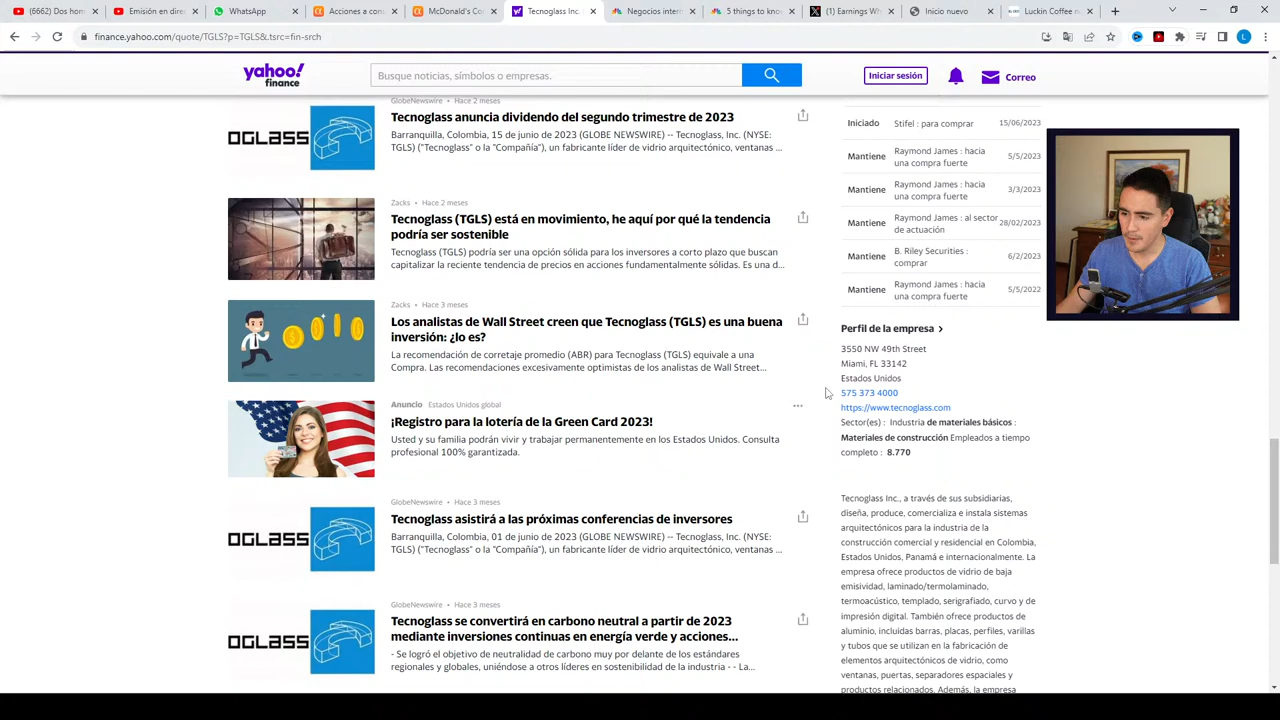 (6662) Dos hom
Emisión en direc
WhatsApp
Acciones a cons
McDonald's Co
Tecnoglass Inc.
Negocios intern
5 things to know
(1) Earnings Wh
Inicio nuevo
Luckin Coffee n
finance.yahoo.com/quote/TGLS?p=TGLS&.tsrc=fin-srch
L
yahoo!
finance
Busque noticias, símbolos o empresas.
Iniciar sesión
Correo
GlobeNewswire • Hace 2 meses
Tecnoglass anuncia dividendo del segundo trimestre de 2023
Barranquilla, Colombia, 15 de junio de 2023 (GLOBE NEWSWIRE) -- Tecnoglass, Inc. (NYSE:
TGLS) ("Tecnoglass" o la "Compañía"), un fabricante líder de vidrio arquitectónico, ventanas ...
OGLASS
Zacks • Hace 2 meses
Tecnoglass (TGLS) está en movimiento, he aquí por qué la tendencia
podría ser sostenible
Tecnoglass (TGLS) podría ser una opción sólida para los inversores a corto plazo que buscan
capitalizar la reciente tendencia de precios en acciones fundamentalmente sólidas. Es una d...
Zacks • Hace 3 meses
Los analistas de Wall Street creen que Tecnoglass (TGLS) es una buena
inversión: ¿lo es?
La recomendación de corretaje promedio (ABR) para Tecnoglass (TGLS) equivale a una
Compra. Las recomendaciones excesivamente optimistas de los analistas de Wall Street...
Anuncio Estados Unidos global
¡Registro para la lotería de la Green Card 2023!
Usted y su familia podrán vivir y trabajar permanentemente en los Estados Unidos. Consulta
profesional 100% garantizada.
GlobeNewswire • Hace 3 meses
Tecnoglass asistirá a las próximas conferencias de inversores
Barranquilla, Colombia, 01 de junio de 2023 (GLOBE NEWSWIRE) -- Tecnoglass, Inc. (NYSE:
TGLS) ("Tecnoglass" o la "Compañía"), un fabricante líder de vidrio arquitectónico, ventanas ...
OGLASS
GlobeNewswire • Hace 3 meses
Tecnoglass se convertirá en carbono neutral a partir de 2023
mediante inversiones continuas en energía verde y acciones...
- Se logró el objetivo de neutralidad de carbono muy por delante de los estándares
regionales y globales, uniéndose a otros líderes en sostenibilidad de la industria - - La...
OGLASS
Iniciado Stifel : para comprar 15/06/2023
Mantiene Raymond James : hacia una compra fuerte 5/5/2023
Mantiene Raymond James : hacia una compra fuerte 3/3/2023
Mantiene Raymond James : al sector de actuación 28/02/2023
Mantiene B. Riley Securities : comprar 6/2/2023
Mantiene Raymond James : hacia una compra fuerte 5/5/2022
Perfil de la empresa
3550 NW 49th Street
Miami, FL 33142
Estados Unidos
575 373 4000
https://www.tecnoglass.com
Sector(es) : Industria de materiales básicos :
Materiales de construcción Empleados a tiempo
completo : 8.770
Tecnoglass Inc., a través de sus subsidiarias,
diseña, produce, comercializa e instala sistemas
arquitectónicos para la industria de la
construcción comercial y residencial en Colombia,
Estados Unidos, Panamá e internacionalmente. La
empresa ofrece productos de vidrio de baja
emisividad, laminado/termolaminado,
termoacústico, templado, serigrafiado, curvo y de
impresión digital. También ofrece productos de
aluminio, incluidas barras, placas, perfiles, varillas
y tubos que se utilizan en la fabricación de
elementos arquitectónicos de vidrio, como
ventanas, puertas, separadores espaciales y
productos relacionados. Además, la empresa